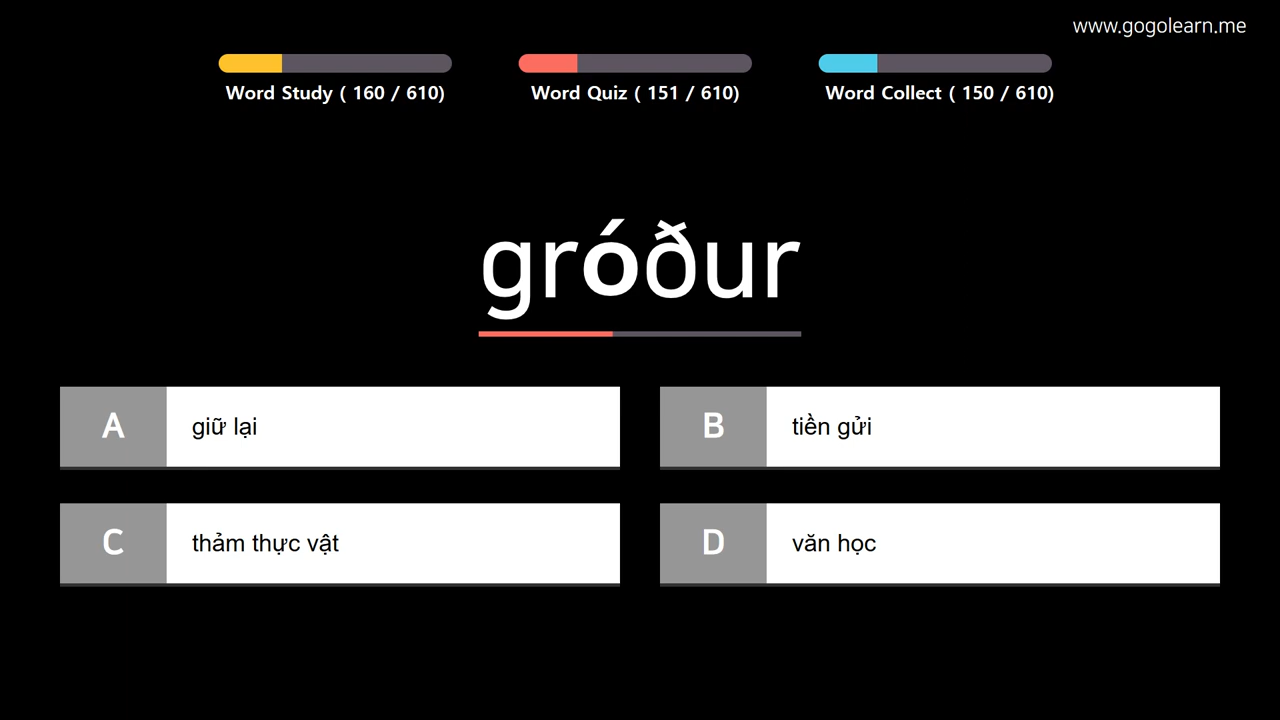 www.gogolearn.me
Word Study ( 160 / 610)
Word Quiz ( 151 / 610)
Word Collect ( 150 / 610)
gróður
A giữ lại
B tiền gửi
C thảm thực vật
D văn học